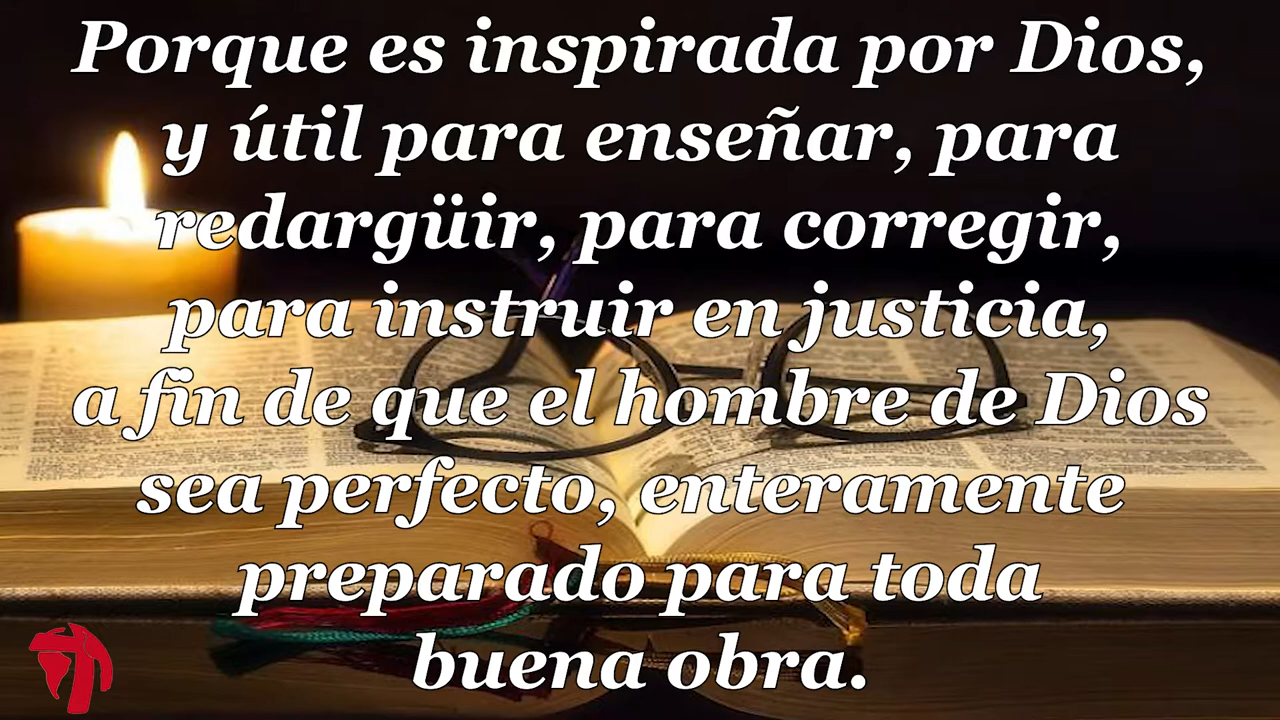 Porque es inspirada por Dios,
y útil para enseñar, para
redargüir, para corregir,
para instruir en justicia,
a fin de que el hombre de Dios
sea perfecto, enteramente
preparado para toda
buena obra.